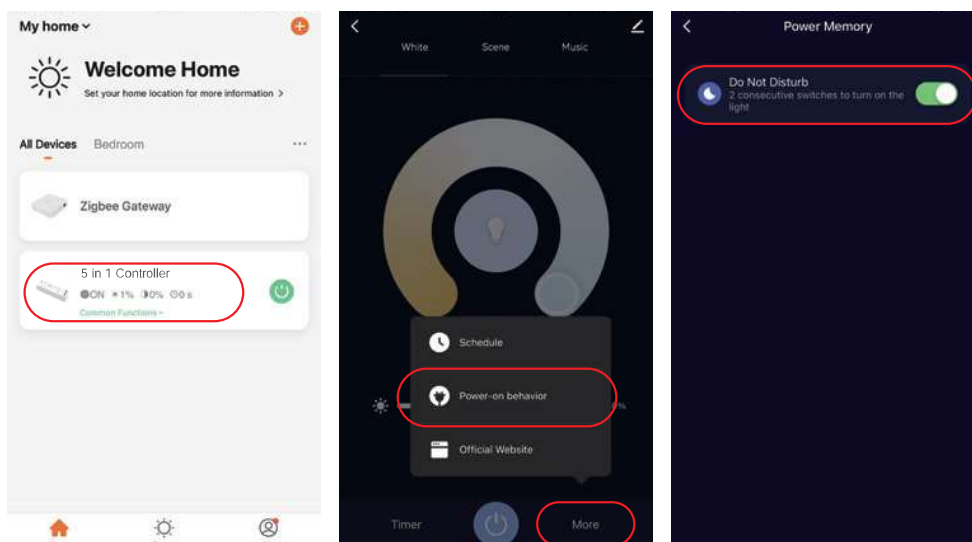 My home
Welcome Home
Set your home location for more information >
All Devices Bedroom ...
Zigbee Gateway
5 in 1 Controller
ON 1% 0% 0 s
Common Functions
White Scene Music
Schedule
Power-on behavior
Official Website
Timer More
Power Memory
Do Not Disturb
2 consecutive switches to turn on the
light